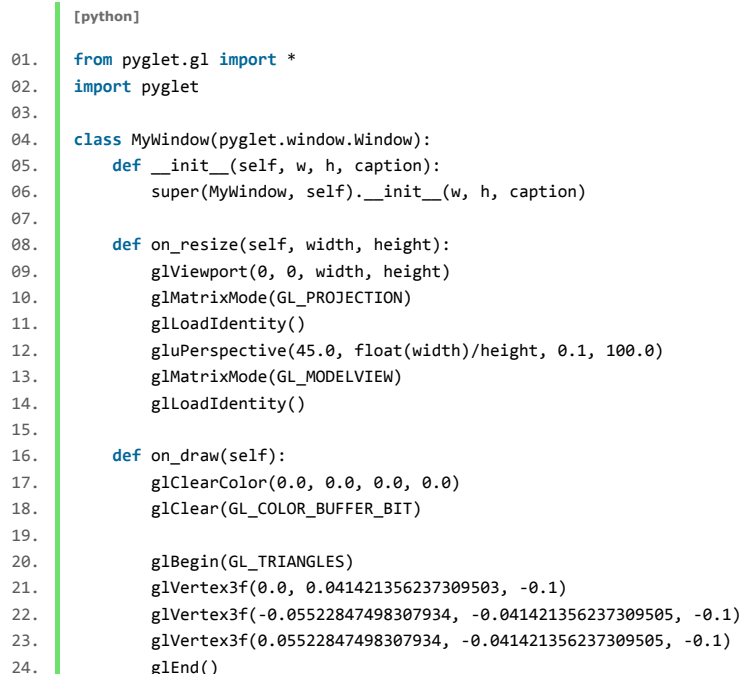 [python]
01. from pyglet.gl import *
02. import pyglet
03.
04. class MyWindow(pyglet.window.Window):
05.     def __init__(self, w, h, caption):
06.         super(MyWindow, self).__init__(w, h, caption)
07.
08.     def on_resize(self, width, height):
09.         glViewport(0, 0, width, height)
10.         glMatrixMode(GL_PROJECTION)
11.         glLoadIdentity()
12.         gluPerspective(45.0, float(width)/height, 0.1, 100.0)
13.         glMatrixMode(GL_MODELVIEW)
14.         glLoadIdentity()
15.
16.     def on_draw(self):
17.         glClearColor(0.0, 0.0, 0.0, 0.0)
18.         glClear(GL_COLOR_BUFFER_BIT)
19.
20.         glBegin(GL_TRIANGLES)
21.         glVertex3f(0.0, 0.041421356237309503, -0.1)
22.         glVertex3f(-0.05522847498307934, -0.041421356237309505, -0.1)
23.         glVertex3f(0.05522847498307934, -0.041421356237309505, -0.1)
24.         glEnd()